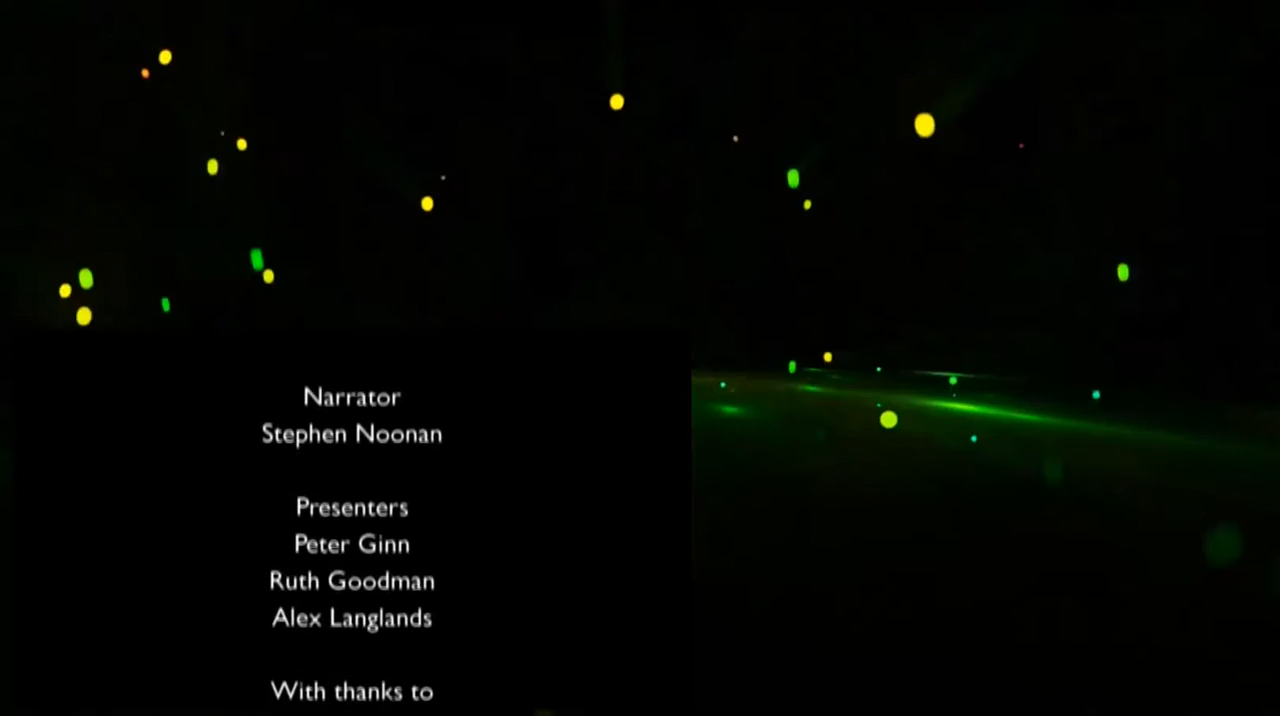 Narrator
Stephen Noonan
Presenters
Peter Ginn
Ruth Goodman
Alex Langlands
With thanks to